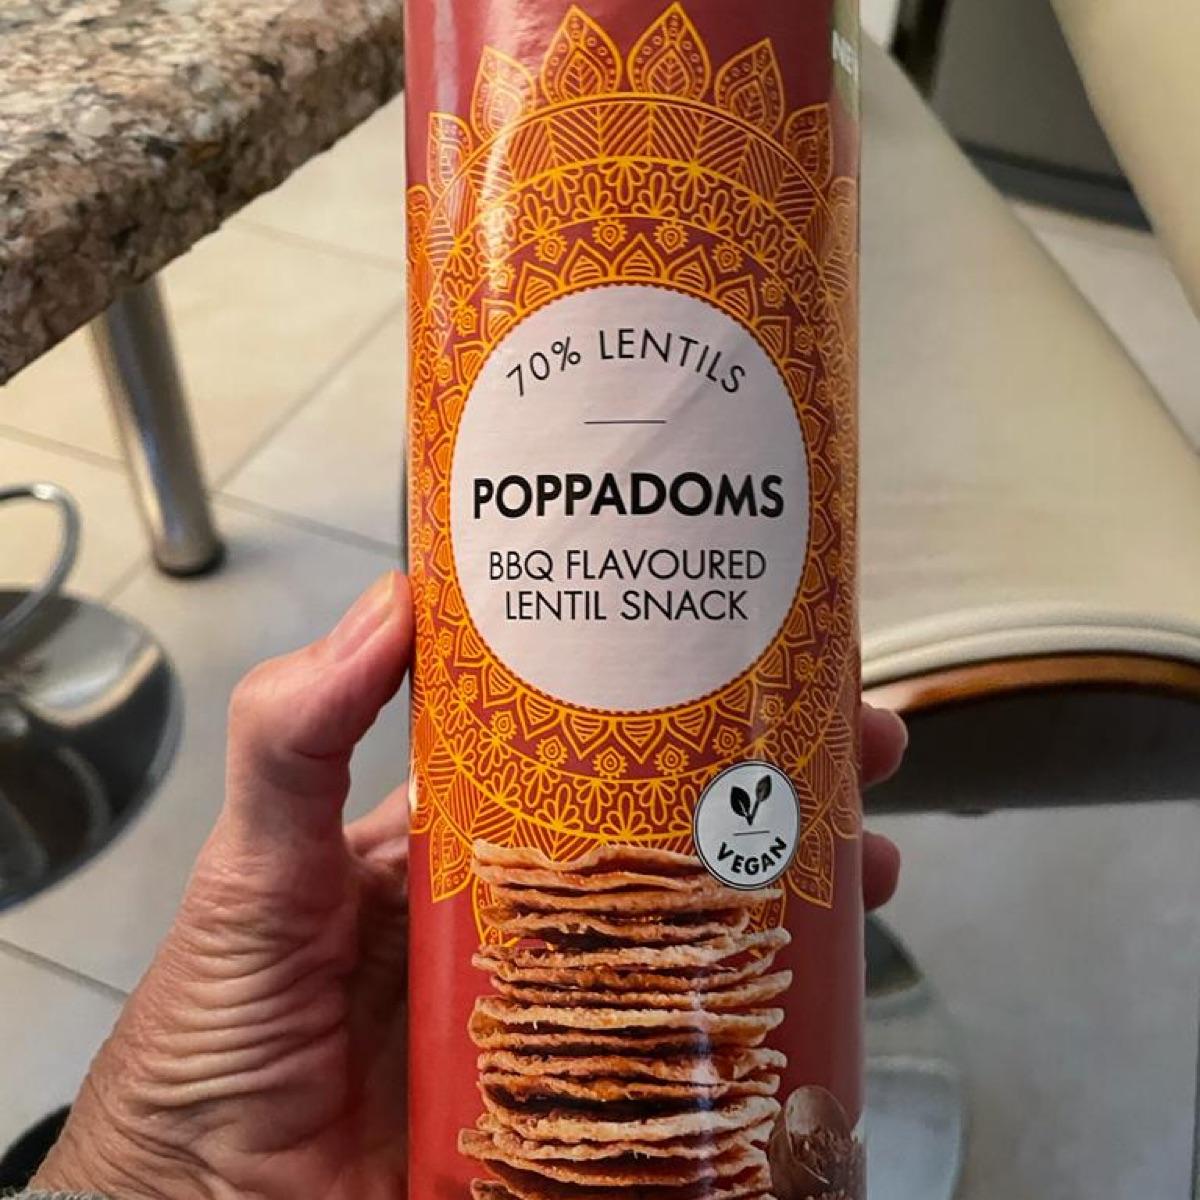 70% LENTILS
POPPADOMS
BBQ FLAVOURED
LENTIL SNACK
VEGAN